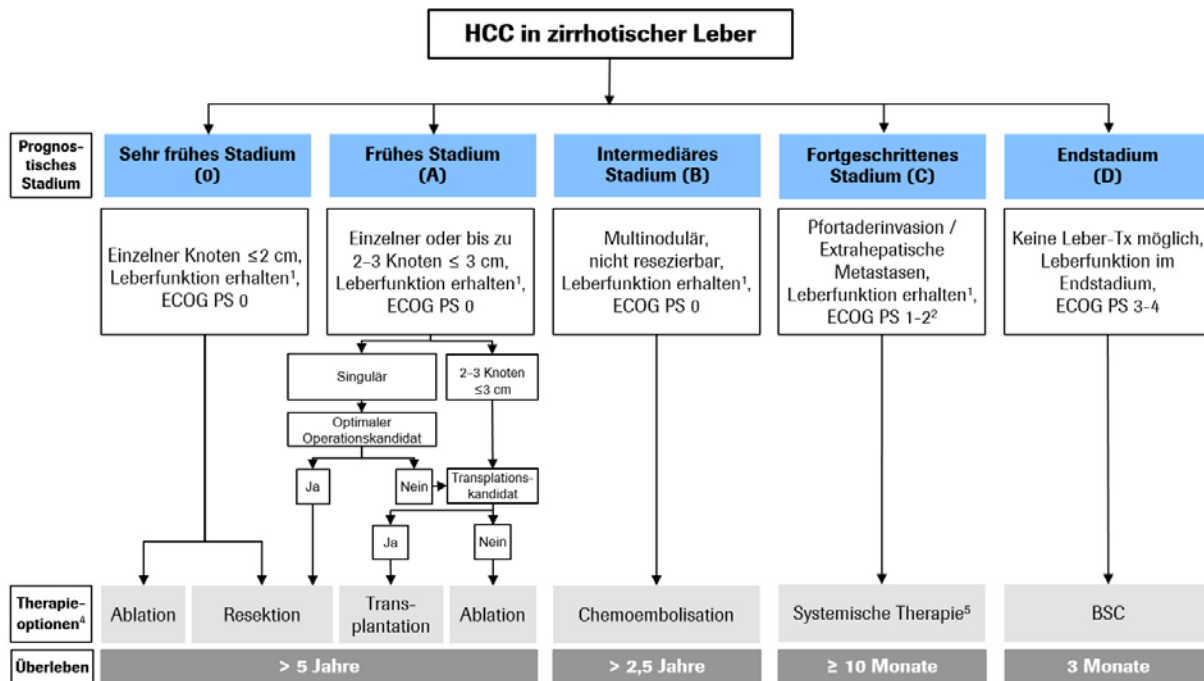 HCC in zirrhotischer Leber
Prognos-
tisches
Stadium
Sehr frühes Stadium
(0)
Frühes Stadium
(A)
Intermediäres
Stadium (B)
Fortgeschrittenes
Stadium (C)
Endstadium
(D)
Einzelner Knoten ≤2 cm,
Leberfunktion erhalten¹,
ECOG PS 0
Einzelner oder bis zu
2–3 Knoten ≤ 3 cm,
Leberfunktion erhalten¹,
ECOG PS 0
Multinodulär,
nicht resezierbar,
Leberfunktion erhalten¹,
ECOG PS 0
Pfortaderinvasion /
Extrahepatische
Metastasen,
Leberfunktion erhalten¹,
ECOG PS 1-2²
Keine Leber-Tx möglich,
Leberfunktion im
Endstadium,
ECOG PS 3-4
Singulär
2–3 Knoten
≤3 cm
Optimaler
Operationskandidat
Ja
Nein
Transplations-
kandidat
Ja
Nein
Therapie-
optionen⁴
Ablation
Resektion
Trans-
plantation
Ablation
Chemoembolisation
Systemische Therapie⁵
BSC
Überleben
> 5 Jahre
> 2,5 Jahre
≥ 10 Monate
3 Monate